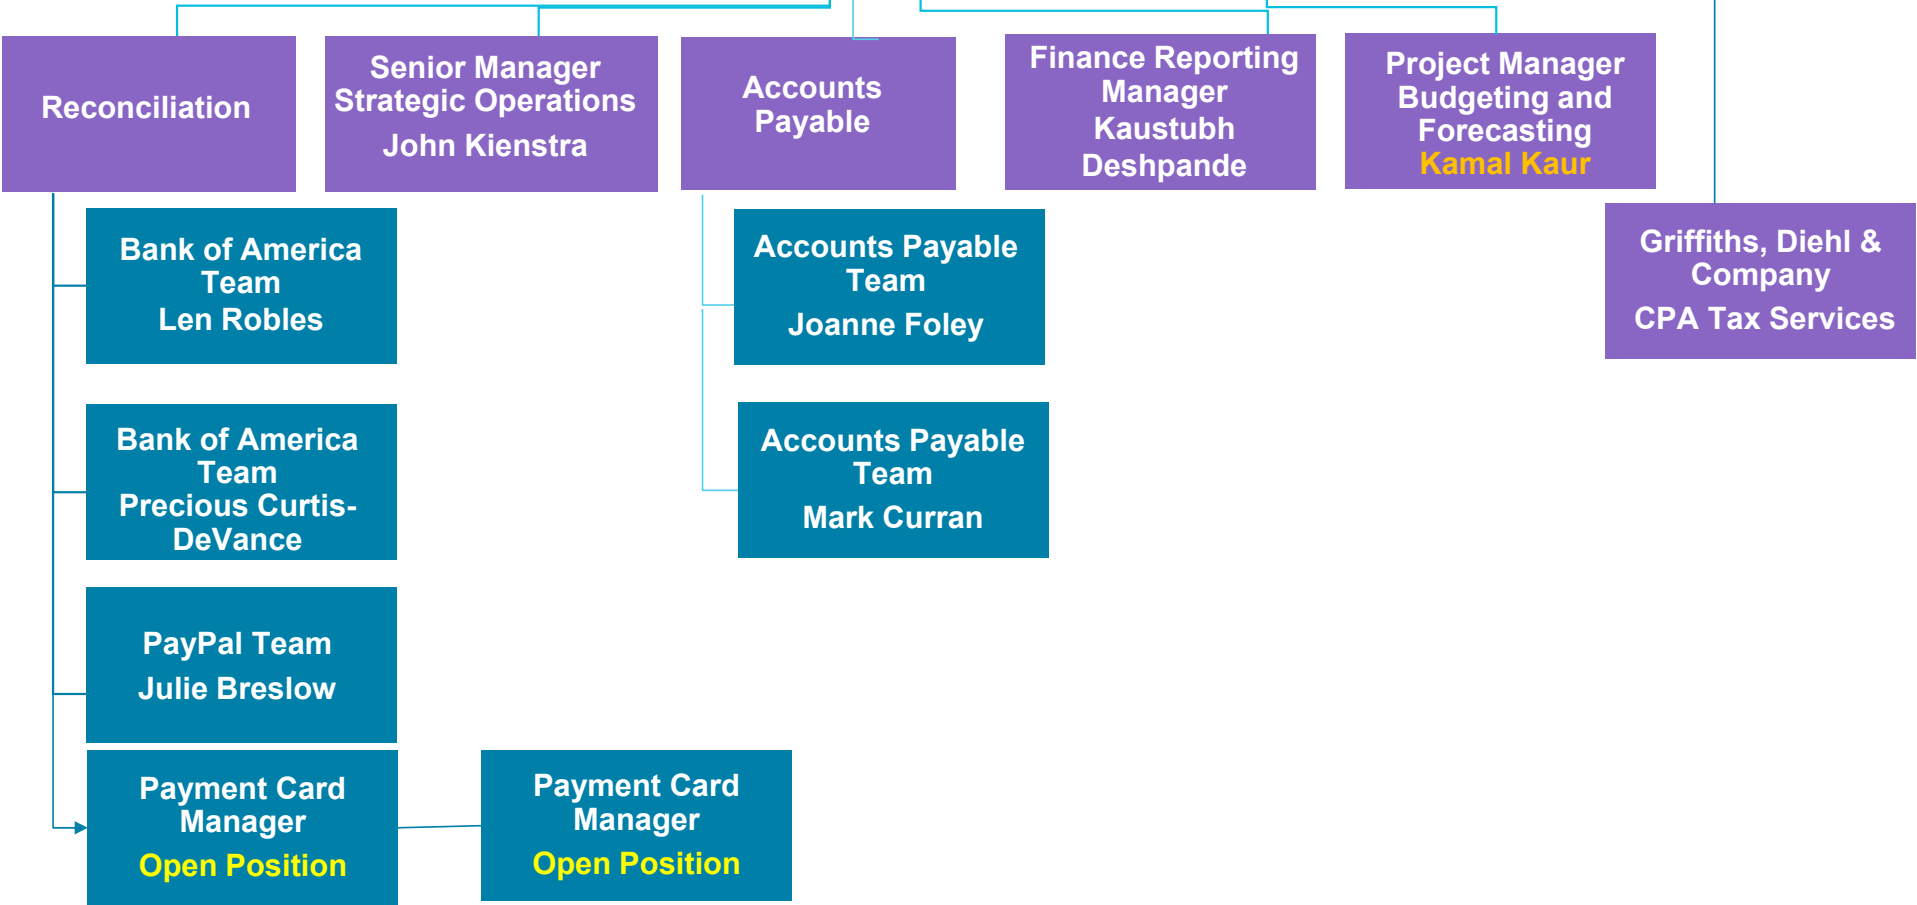 Reconciliation
Senior Manager
Strategic Operations
John Kienstra
Accounts
Payable
Finance Reporting
Manager
Kaustubh
Deshpande
Project Manager
Budgeting and
Forecasting
Kamal Kaur
Bank of America
Team
Len Robles
Accounts Payable
Team
Joanne Foley
Griffiths, Diehl &
Company
CPA Tax Services
Bank of America
Team
Precious Curtis-
DeVance
Accounts Payable
Team
Mark Curran
PayPal Team
Julie Breslow
Payment Card
Manager
Open Position
Payment Card
Manager
Open Position